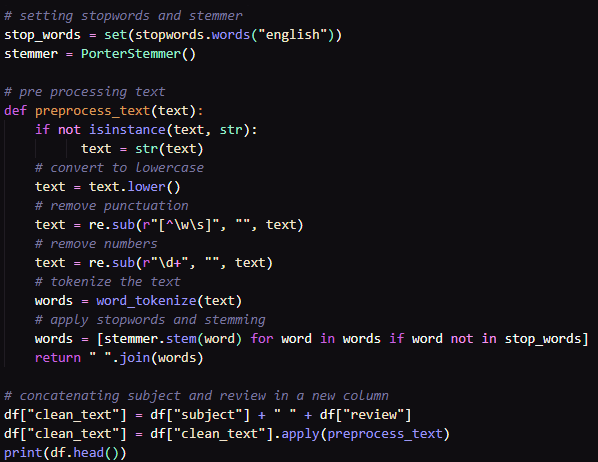 # setting stopwords and stemmer
stop_words = set(stopwords.words("english"))
stemmer = PorterStemmer()

# pre processing text
def preprocess_text(text):
    if not isinstance(text, str):
          text = str(text)
    # convert to lowercase
    text = text.lower()
    # remove punctuation
    text = re.sub(r"[^\w\s]", "", text)
    # remove numbers
    text = re.sub(r"\d+", "", text)
    # tokenize the text
    words = word_tokenize(text)
    # apply stopwords and stemming
    words = [stemmer.stem(word) for word in words if word not in stop_words]
    return " ".join(words)

# concatenating subject and review in a new column
df["clean_text"] = df["subject"] + " " + df["review"]
df["clean_text"] = df["clean_text"].apply(preprocess_text)
print(df.head())